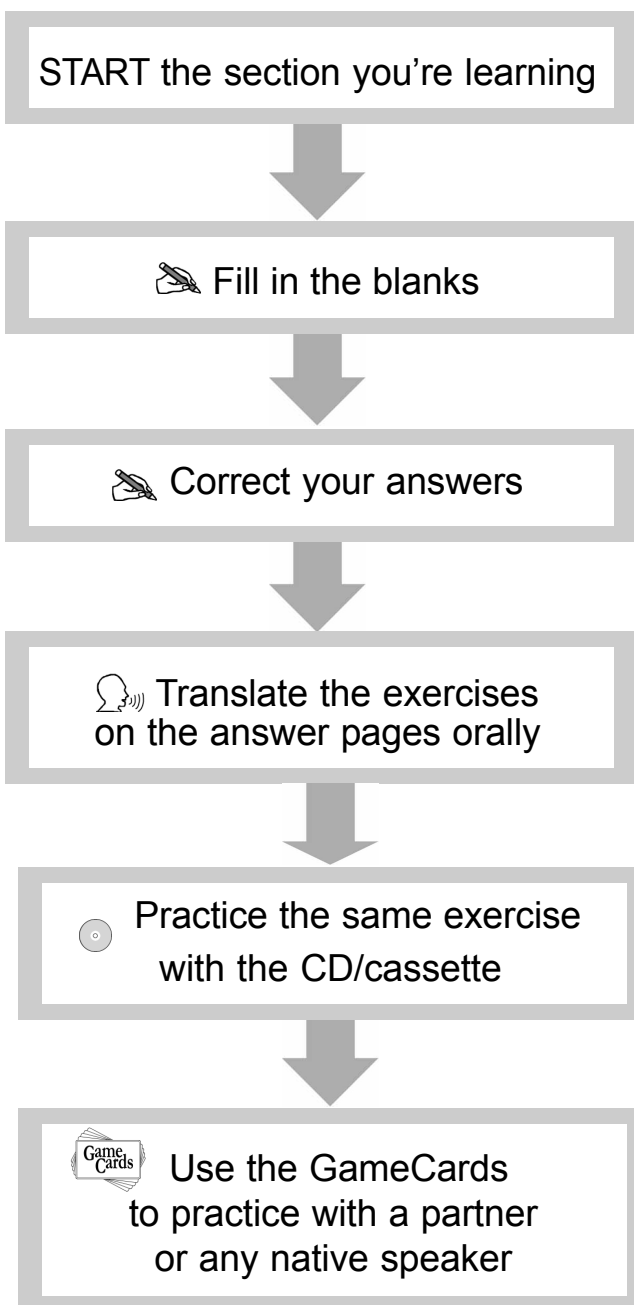 START the section you're learning
Fill in the blanks
Correct your answers
Translate the exercises
on the answer pages orally
Practice the same exercise
with the CD/cassette
Game
Cards
Use the GameCards
to practice with a partner
or any native speaker